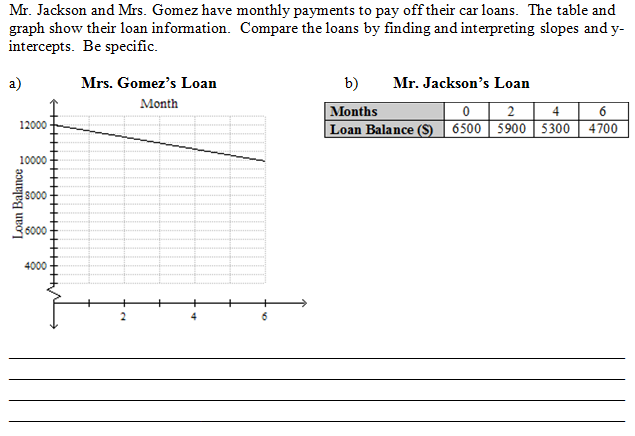 Mr. Jackson and Mrs. Gomez have monthly payments to pay off their car loans. The table and
graph show their loan information. Compare the loans by finding and interpreting slopes and y-
intercepts. Be specific.
a) Mrs. Gomez's Loan
Month
12000
10000
8000
6000
4000
Loan Balance
2 4 6
b) Mr. Jackson's Loan
Months 0 2 4 6
Loan Balance ($) 6500 5900 5300 4700